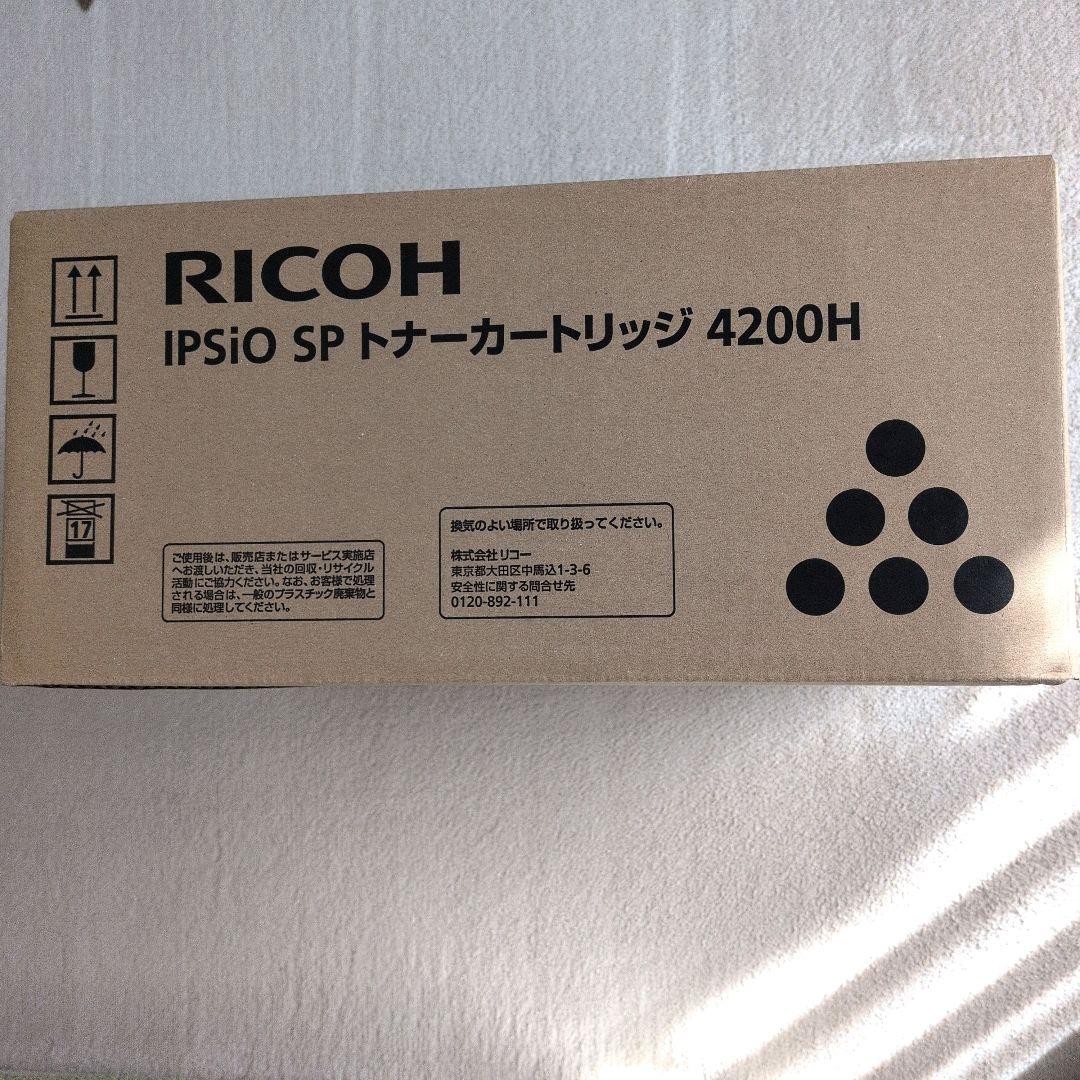 RICOH
IPSiO SP トナーカートリッジ 4200H
17
ご使用後は、販売店またはサービス実施店
へお渡しいただき、当社の回収・リサイクル
活動にご協力ください。なお、お客様で処理
される場合は、一般のプラスチック廃棄物と
同様に処理してください。
換気のよい場所で取り扱ってください。
株式会社リコー
東京都大田区中馬込1-3-6
安全性に関する問合せ先
0120-892-111